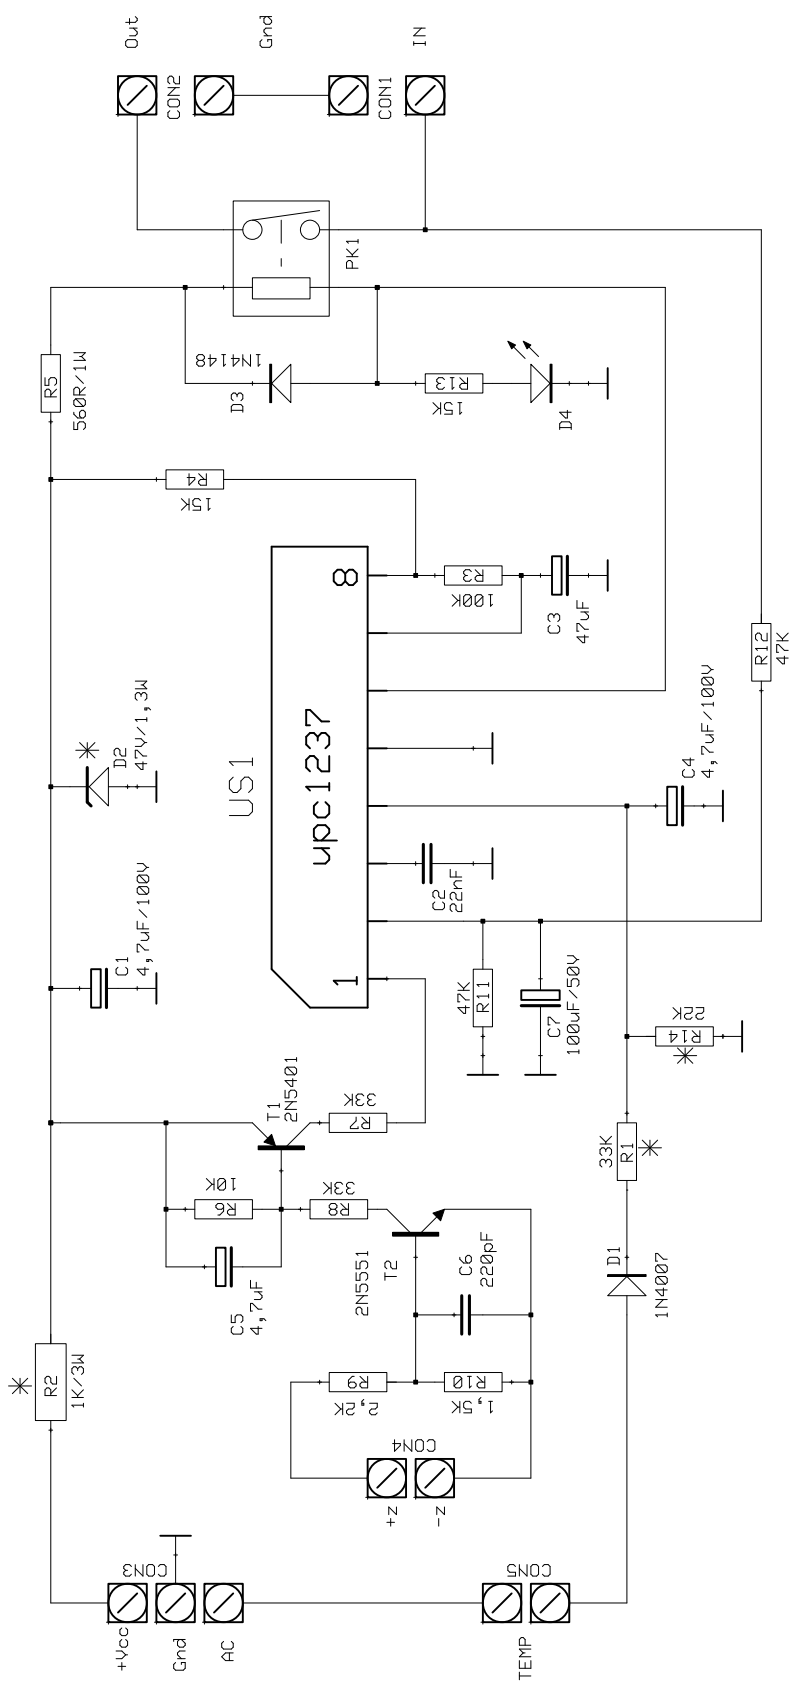 Out
Gnd
IN
CON2
CON1
PK1
R5
560R/1W
1N4148
D3
R13
15K
D4
R4
15K
8
R3
100K
C3
47uF
R12
47K
D2
47V/1,3W
US1
upc1237
C4
4,7uF/100V
C1
4,7uF/100V
C2
22nF
1
47K
R11
C7
100uF/50V
22K
R14
T1
2N5401
33K
R7
33K
R1
10K
R6
33K
R8
C5
4,7uF
2N5551
T2
C6
220pF
D1
1N4007
R2
1K/3W
R9
2,2K
R10
1,5K
CON4
+z
-z
CON3
CON5
+Vcc
Gnd
AC
TEMP